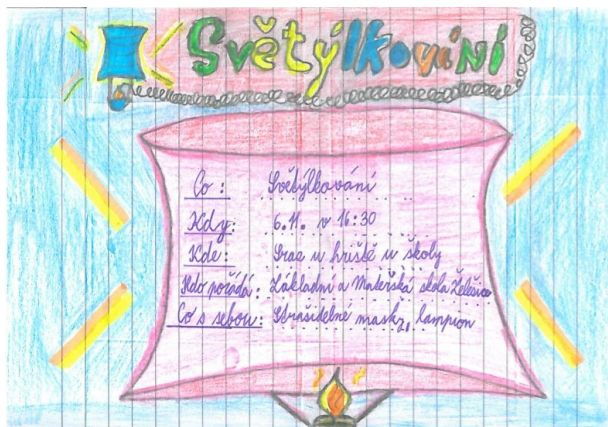 Světýlkování
Co: Světýlkování
Kdy: 6.11. v 16:30
Kde: Sraz u hřiště u školy
Kdo pořádá: Základní a Mateřská škola Želešice
Co s sebou: Strašidelné masky, lampion